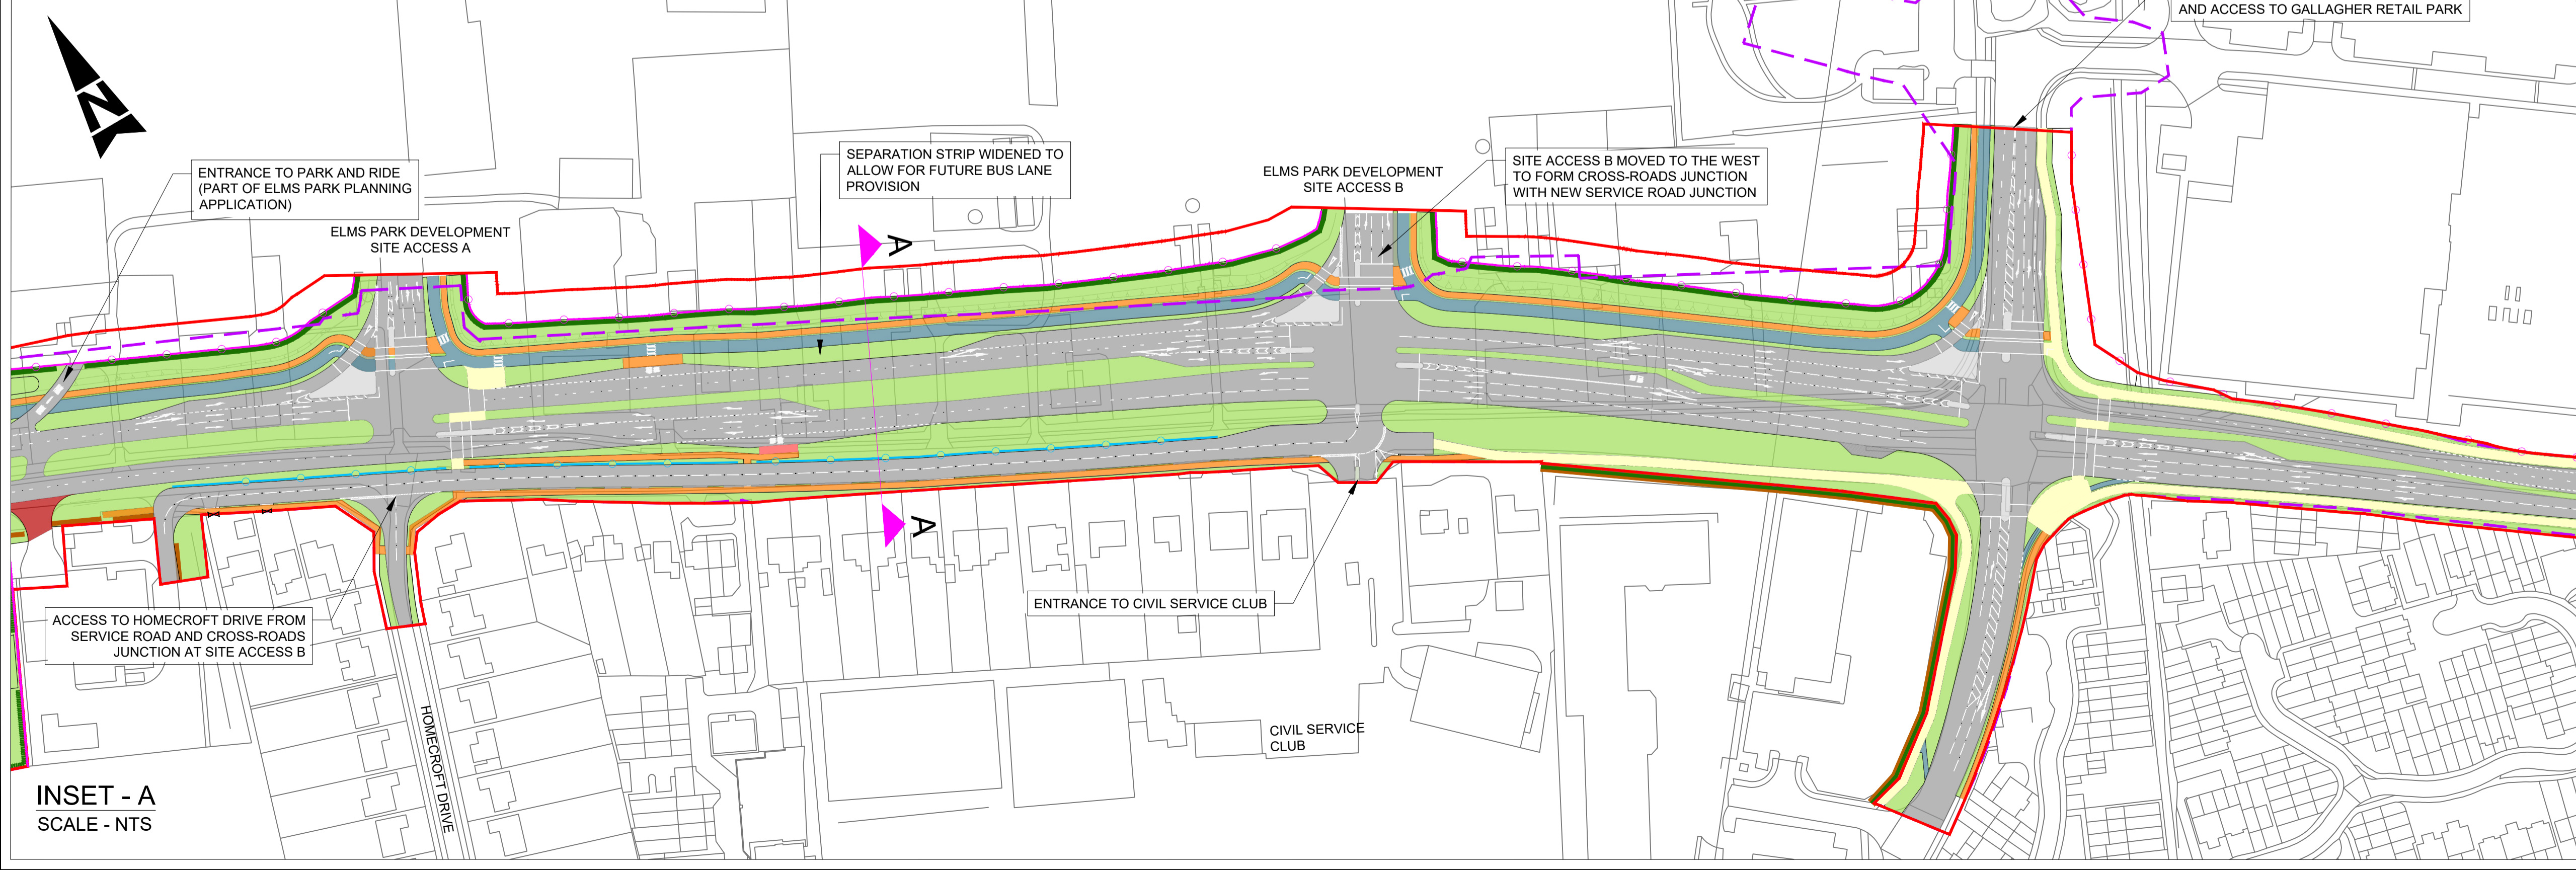 AND ACCESS TO GALLAGHER RETAIL PARK
N
ENTRANCE TO PARK AND RIDE
(PART OF ELMS PARK PLANNING
APPLICATION)
SEPARATION STRIP WIDENED TO
ALLOW FOR FUTURE BUS LANE
PROVISION
ELMS PARK DEVELOPMENT
SITE ACCESS B
SITE ACCESS B MOVED TO THE WEST
TO FORM CROSS-ROADS JUNCTION
WITH NEW SERVICE ROAD JUNCTION
ELMS PARK DEVELOPMENT
SITE ACCESS A
A
A
ENTRANCE TO CIVIL SERVICE CLUB
ACCESS TO HOMECROFT DRIVE FROM
SERVICE ROAD AND CROSS-ROADS
JUNCTION AT SITE ACCESS B
HOMECROFT DRIVE
CIVIL SERVICE
CLUB
INSET - A
SCALE - NTS